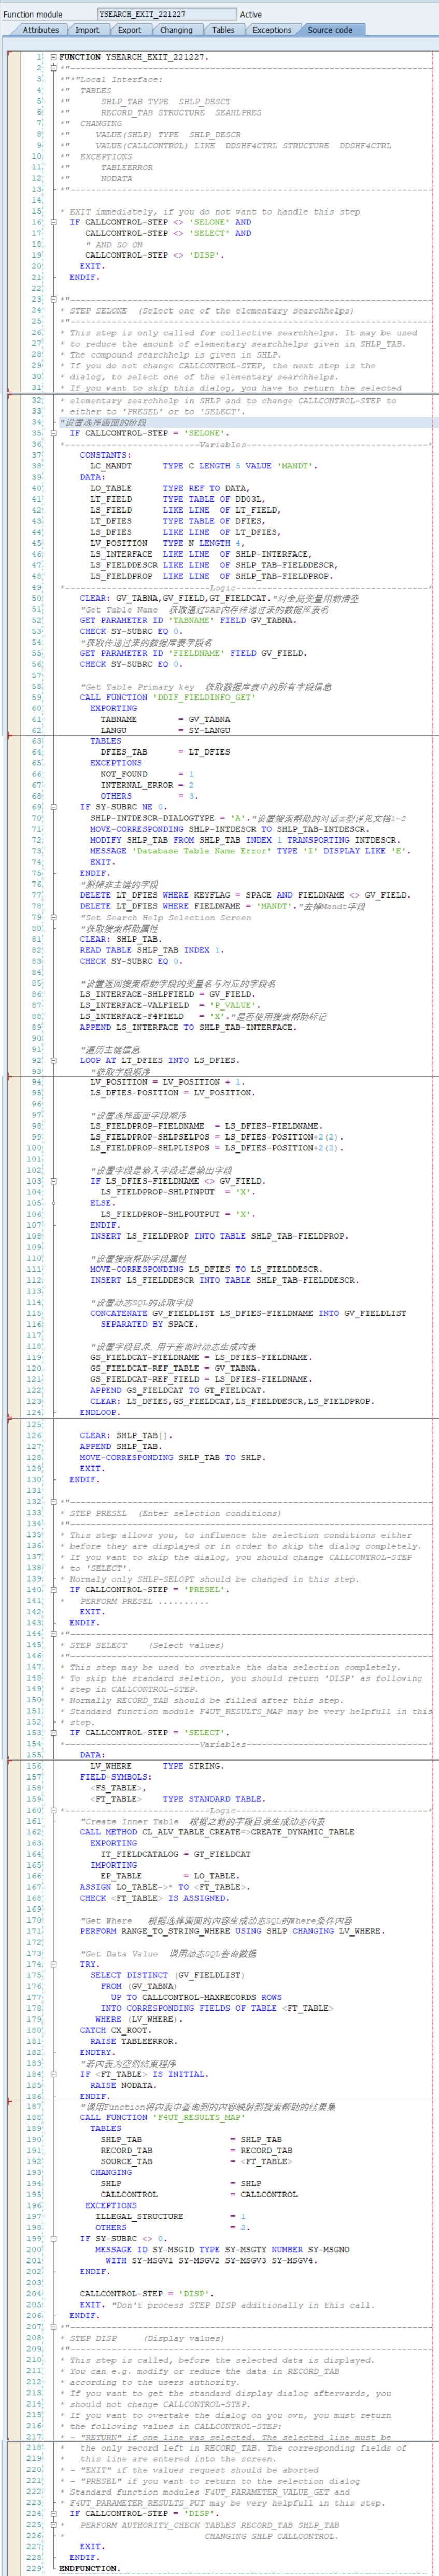 Function module YSEARCH_EXIT_221227 Active
Attributes Import Export Changing Tables Exceptions Source code
1 FUNCTION YSEARCH_EXIT_221227.
2 *"----------------------------------------------------------------------
3 *"*"Local Interface:
4 *"  TABLES
5 *"      SHLP_TAB TYPE  SHLP_DESCT
6 *"      RECORD_TAB STRUCTURE  SEAHLPRES
7 *"  CHANGING
8 *"     VALUE(SHLP) TYPE  SHLP_DESCR
9 *"     VALUE(CALLCONTROL) LIKE  DDSHF4CTRL STRUCTURE  DDSHF4CTRL
10 *"  EXCEPTIONS
11 *"      TABLEERROR
12 *"      NODATA
13 *"----------------------------------------------------------------------
14
15 * EXIT immediately, if you do not want to handle this step
16   IF CALLCONTROL-STEP <> 'SELONE' AND
17      CALLCONTROL-STEP <> 'SELECT' AND
18      " AND SO ON
19      CALLCONTROL-STEP <> 'DISP'.
20     EXIT.
21   ENDIF.
22
23 *"----------------------------------------------------------------------
24 * STEP SELONE  (Select one of the elementary searchhelps)
25 *"----------------------------------------------------------------------
26 * This step is only called for collective searchhelps. It may be used
27 * to reduce the amount of elementary searchhelps given in SHLP_TAB.
28 * The compound searchhelp is given in SHLP.
29 * If you do not change CALLCONTROL-STEP, the next step is the
30 * dialog, to select one of the elementary searchhelps.
31 * If you want to skip this dialog, you have to return the selected
32 * elementary searchhelp in SHLP and to change CALLCONTROL-STEP to
33 * either to 'PRESEL' or to 'SELECT'.
34 "设置选择画面的阶段
35   IF CALLCONTROL-STEP = 'SELONE'.
36 *---------------------------Variables---------------------------*
37     CONSTANTS:
38       LC_MANDT      TYPE C LENGTH 5 VALUE 'MANDT'.
39     DATA:
40       LO_TABLE      TYPE REF TO DATA,
41       LT_FIELD      TYPE TABLE OF DD03L,
42       LS_FIELD      LIKE LINE  OF LT_FIELD,
43       LT_DFIES      TYPE TABLE OF DFIES,
44       LS_DFIES      LIKE LINE  OF LT_DFIES,
45       LV_POSITION   TYPE N LENGTH 4,
46       LS_INTERFACE  LIKE LINE  OF SHLP-INTERFACE,
47       LS_FIELDDESCR LIKE LINE  OF SHLP_TAB-FIELDDESCR,
48       LS_FIELDPROP  LIKE LINE  OF SHLP_TAB-FIELDPROP.
49 *-----------------------------Logic-----------------------------*
50     CLEAR: GV_TABNA,GV_FIELD,GT_FIELDCAT."对全局变量用前清空
51     "Get Table Name  获取通过SAP内存传递过来的数据库表名
52     GET PARAMETER ID 'TABNAME' FIELD GV_TABNA.
53     CHECK SY-SUBRC EQ 0.
54     "获取传递过来的数据库表字段名
55     GET PARAMETER ID 'FIELDNAME' FIELD GV_FIELD.
56     CHECK SY-SUBRC EQ 0.
57
58     "Get Table Primary key  获取数据库表中的所有字段信息
59     CALL FUNCTION 'DDIF_FIELDINFO_GET'
60       EXPORTING
61         TABNAME        = GV_TABNA
62         LANGU          = SY-LANGU
63       TABLES
64         DFIES_TAB      = LT_DFIES
65       EXCEPTIONS
66         NOT_FOUND      = 1
67         INTERNAL_ERROR = 2
68         OTHERS         = 3.
69     IF SY-SUBRC NE 0.
70       SHLP-INTDESCR-DIALOGTYPE = 'A'."设置搜索帮助的对话类型详见文档1-2
71       MOVE-CORRESPONDING SHLP-INTDESCR TO SHLP_TAB-INTDESCR.
72       MODIFY SHLP_TAB FROM SHLP_TAB INDEX 1 TRANSPORTING INTDESCR.
73       MESSAGE 'Database Table Name Error' TYPE 'I' DISPLAY LIKE 'E'.
74       EXIT.
75     ENDIF.
76     "删掉非主键的字段
77     DELETE LT_DFIES WHERE KEYFLAG = SPACE AND FIELDNAME <> GV_FIELD.
78     DELETE LT_DFIES WHERE FIELDNAME = 'MANDT'."去掉Mandt字段
79     "Set Search Help Selection Screen
80     "获取搜索帮助属性
81     CLEAR: SHLP_TAB.
82     READ TABLE SHLP_TAB INDEX 1.
83     CHECK SY-SUBRC EQ 0.
84
85     "设置返回搜索帮助字段的变量名与对应的字段名
86     LS_INTERFACE-SHLPFIELD = GV_FIELD.
87     LS_INTERFACE-VALFIELD  = 'P_VALUE'.
88     LS_INTERFACE-F4FIELD   = 'X'."是否使用搜索帮助标记
89     APPEND LS_INTERFACE TO SHLP_TAB-INTERFACE.
90
91     "遍历主键信息
92     LOOP AT LT_DFIES INTO LS_DFIES.
93       "获取字段顺序
94       LV_POSITION = LV_POSITION + 1.
95       LS_DFIES-POSITION = LV_POSITION.
96
97       "设置选择画面字段顺序
98       LS_FIELDPROP-FIELDNAME  = LS_DFIES-FIELDNAME.
99       LS_FIELDPROP-SHLPSELPOS = LS_DFIES-POSITION+2(2).
100       LS_FIELDPROP-SHLPLISPOS = LS_DFIES-POSITION+2(2).
101
102       "设置字段是输入字段还是输出字段
103       IF LS_DFIES-FIELDNAME <> GV_FIELD.
104         LS_FIELDPROP-SHLPINPUT  = 'X'.
105       ELSE.
106         LS_FIELDPROP-SHLPOUTPUT = 'X'.
107       ENDIF.
108       INSERT LS_FIELDPROP INTO TABLE SHLP_TAB-FIELDPROP.
109
110       "设置搜索帮助字段属性
111       MOVE-CORRESPONDING LS_DFIES TO LS_FIELDDESCR.
112       INSERT LS_FIELDDESCR INTO TABLE SHLP_TAB-FIELDDESCR.
113
114       "设置动态SQL的读取字段
115       CONCATENATE GV_FIELDLIST LS_DFIES-FIELDNAME INTO GV_FIELDLIST
116         SEPARATED BY SPACE.
117
118       "设置字段目录，用于查询时动态生成内表
119       GS_FIELDCAT-FIELDNAME = LS_DFIES-FIELDNAME.
120       GS_FIELDCAT-REF_TABLE = GV_TABNA.
121       GS_FIELDCAT-REF_FIELD = LS_DFIES-FIELDNAME.
122       APPEND GS_FIELDCAT TO GT_FIELDCAT.
123       CLEAR: LS_DFIES,GS_FIELDCAT,LS_FIELDDESCR,LS_FIELDPROP.
124     ENDLOOP.
125
126     CLEAR: SHLP_TAB[].
127     APPEND SHLP_TAB.
128     MOVE-CORRESPONDING SHLP_TAB TO SHLP.
129     EXIT.
130   ENDIF.
131
132 *"----------------------------------------------------------------------
133 * STEP PRESEL  (Enter selection conditions)
134 *"----------------------------------------------------------------------
135 * This step allows you, to influence the selection conditions either
136 * before they are displayed or in order to skip the dialog completely.
137 * If you want to skip the dialog, you should change CALLCONTROL-STEP
138 * to 'SELECT'.
139 * Normaly only SHLP-SELOPT should be changed in this step.
140   IF CALLCONTROL-STEP = 'PRESEL'.
141 *   PERFORM PRESEL ..........
142     EXIT.
143   ENDIF.
144 *"----------------------------------------------------------------------
145 * STEP SELECT    (Select values)
146 *"----------------------------------------------------------------------
147 * This step may be used to overtake the data selection completely.
148 * To skip the standard seletion, you should return 'DISP' as following
149 * step in CALLCONTROL-STEP.
150 * Normally RECORD_TAB should be filled after this step.
151 * Standard function module F4UT_RESULTS_MAP may be very helpfull in this
152 * step.
153   IF CALLCONTROL-STEP = 'SELECT'.
154 *---------------------------Variables---------------------------*
155     DATA:
156       LV_WHERE      TYPE STRING.
157     FIELD-SYMBOLS:
158       <FS_TABLE>,
159       <FT_TABLE>    TYPE STANDARD TABLE.
160 *-----------------------------Logic-----------------------------*
161     "Create Inner Table  根据之前的字段目录生成动态内表
162     CALL METHOD CL_ALV_TABLE_CREATE=>CREATE_DYNAMIC_TABLE
163       EXPORTING
164         IT_FIELDCATALOG = GT_FIELDCAT
165       IMPORTING
166         EP_TABLE        = LO_TABLE.
167     ASSIGN LO_TABLE->* TO <FT_TABLE>.
168     CHECK <FT_TABLE> IS ASSIGNED.
169
170     "Get Where   根据选择画面的内容生成动态SQL的Where条件内容
171     PERFORM RANGE_TO_STRING_WHERE USING SHLP CHANGING LV_WHERE.
172
173     "Get Data Value  调用动态SQL查询数据
174     TRY.
175       SELECT DISTINCT (GV_FIELDLIST)
176         FROM (GV_TABNA)
177           UP TO CALLCONTROL-MAXRECORDS ROWS
178         INTO CORRESPONDING FIELDS OF TABLE <FT_TABLE>
179        WHERE (LV_WHERE).
180     CATCH CX_ROOT.
181       RAISE TABLEERROR.
182     ENDTRY.
183     "若内表为空则结束程序
184     IF <FT_TABLE> IS INITIAL.
185       RAISE NODATA.
186     ENDIF.
187     "调用Function将内表中查询到的内容映射到搜索帮助的结果集
188     CALL FUNCTION 'F4UT_RESULTS_MAP'
189       TABLES
190         SHLP_TAB                 = SHLP_TAB
191         RECORD_TAB               = RECORD_TAB
192         SOURCE_TAB               = <FT_TABLE>
193       CHANGING
194         SHLP                     = SHLP
195         CALLCONTROL              = CALLCONTROL
196      EXCEPTIONS
197        ILLEGAL_STRUCTURE        = 1
198        OTHERS                   = 2.
199     IF SY-SUBRC <> 0.
200        MESSAGE ID SY-MSGID TYPE SY-MSGTY NUMBER SY-MSGNO
201          WITH SY-MSGV1 SY-MSGV2 SY-MSGV3 SY-MSGV4.
202     ENDIF.
203
204     CALLCONTROL-STEP = 'DISP'.
205     EXIT. "Don't process STEP DISP additionally in this call.
206   ENDIF.
207 *"----------------------------------------------------------------------
208 * STEP DISP     (Display values)
209 *"----------------------------------------------------------------------
210 * This step is called, before the selected data is displayed.
211 * You can e.g. modify or reduce the data in RECORD_TAB
212 * according to the users authority.
213 * If you want to get the standard display dialog afterwards, you
214 * should not change CALLCONTROL-STEP.
215 * If you want to overtake the dialog on you own, you must return
216 * the following values in CALLCONTROL-STEP:
217 * - "RETURN" if one line was selected. The selected line must be
218 *   the only record left in RECORD_TAB. The corresponding fields of
219 *   this line are entered into the screen.
220 * - "EXIT" if the values request should be aborted
221 * - "PRESEL" if you want to return to the selection dialog
222 * Standard function modules F4UT_PARAMETER_VALUE_GET and
223 * F4UT_PARAMETER_RESULTS_PUT may be very helpfull in this step.
224   IF CALLCONTROL-STEP = 'DISP'.
225 *   PERFORM AUTHORITY_CHECK TABLES RECORD_TAB SHLP_TAB
226 *                           CHANGING SHLP CALLCONTROL.
227     EXIT.
228   ENDIF.
229 ENDFUNCTION.